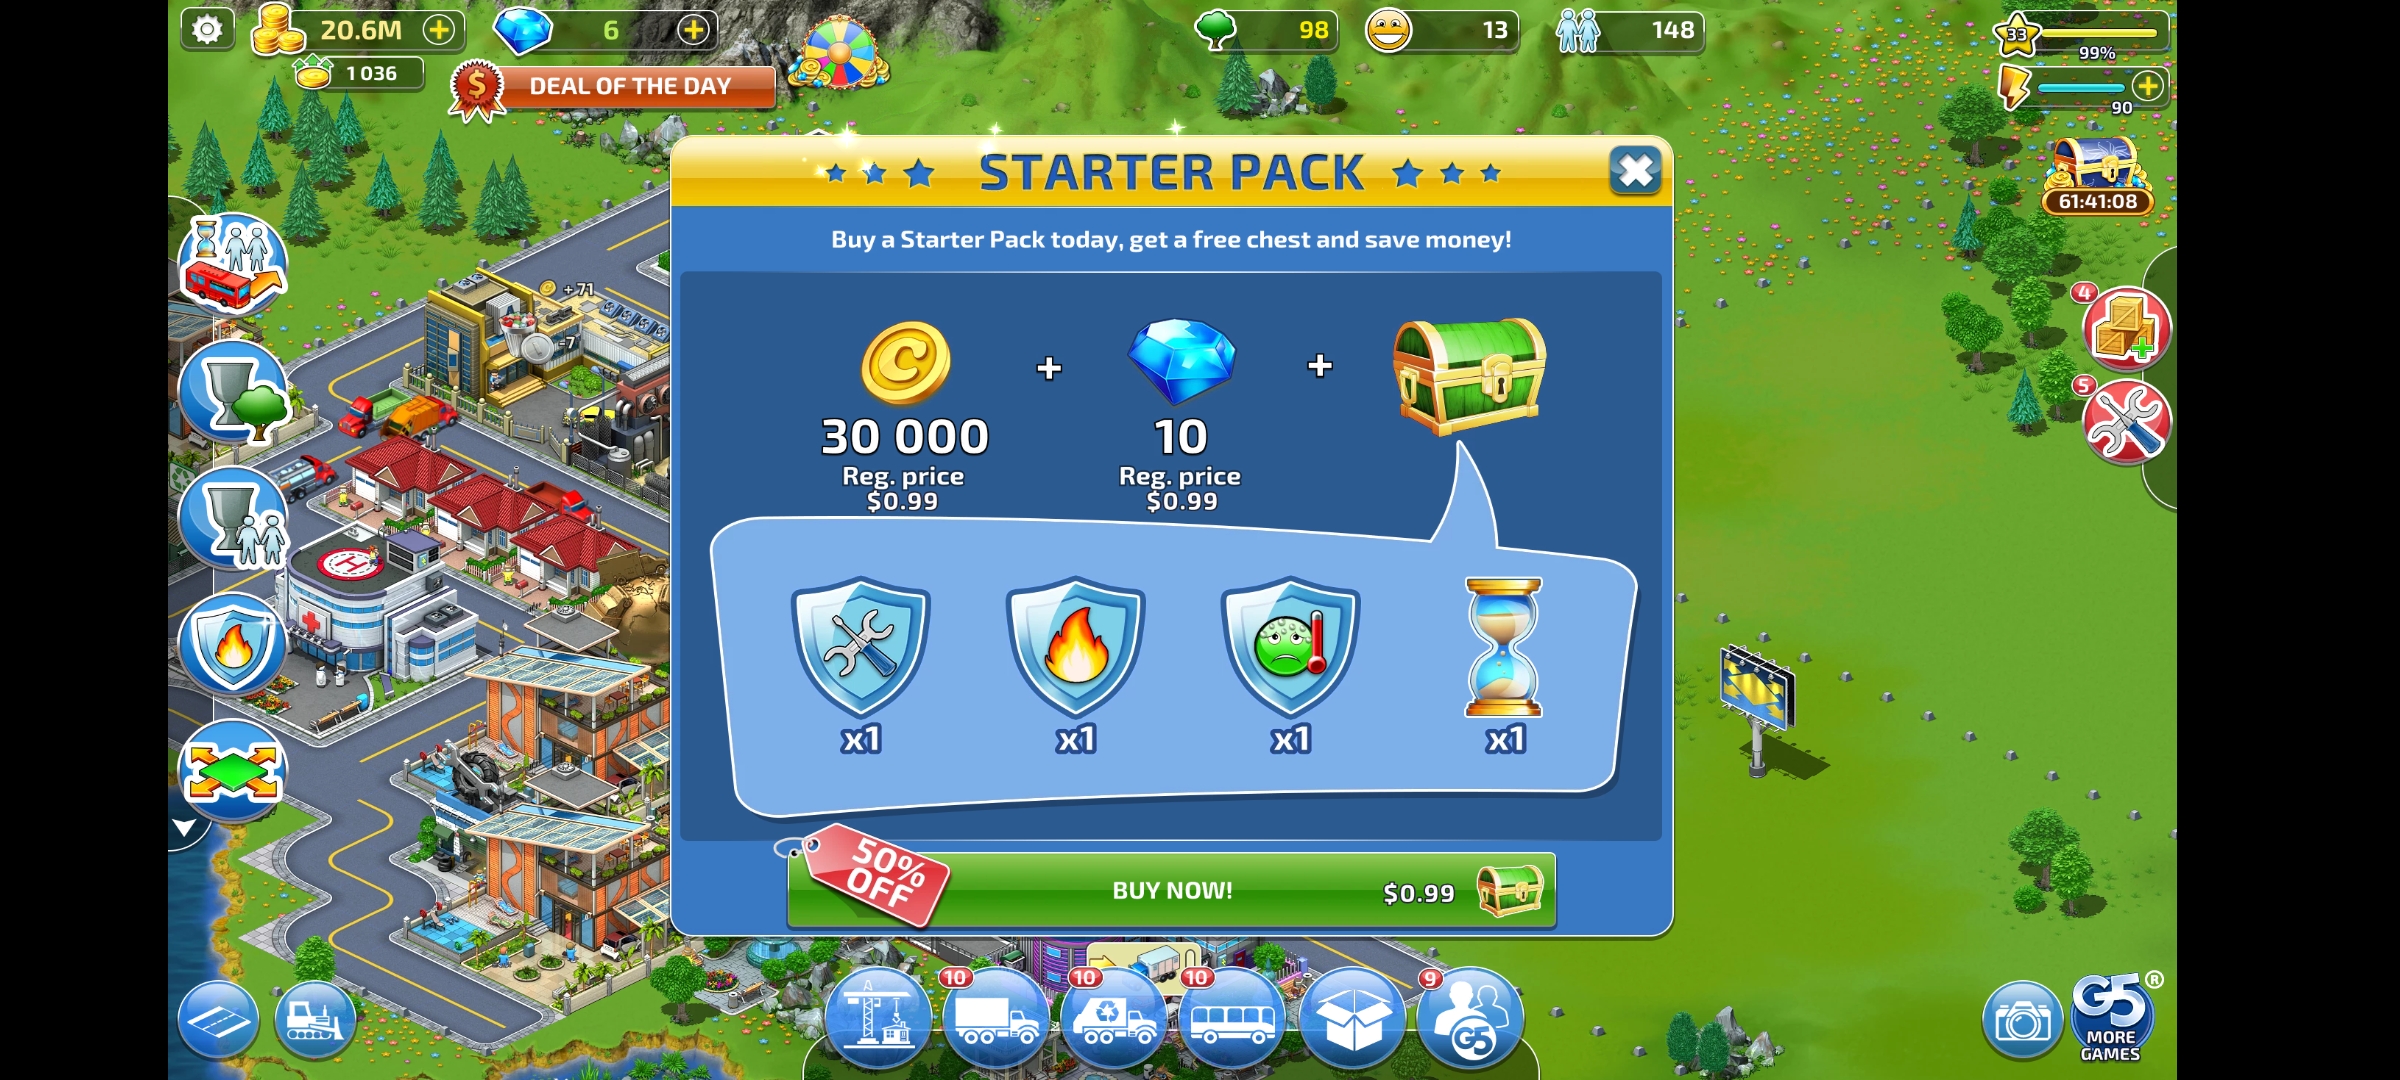 20.6M
6
98
13
148
33
99%
1 036
DEAL OF THE DAY
90
61:41:08
STARTER PACK
Buy a Starter Pack today, get a free chest and save money!
+71
-7
4
5
C
+
+
30 000
10
Reg. price
$0.99
Reg. price
$0.99
H
x1
x1
x1
x1
50%
OFF
BUY NOW!
$0.99
10
10
10
9
G5
G5®
MORE
GAMES